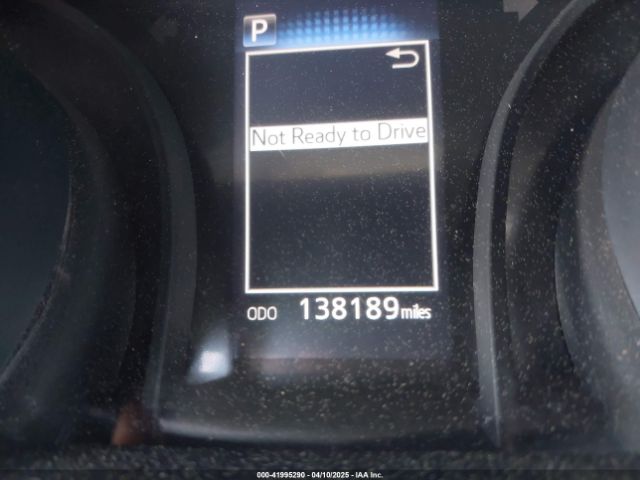 P
Not Ready to Drive
ODO 138189 miles
000-41995290 - 04/10/2025 - IAA Inc.